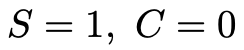 S = 1, C = 0